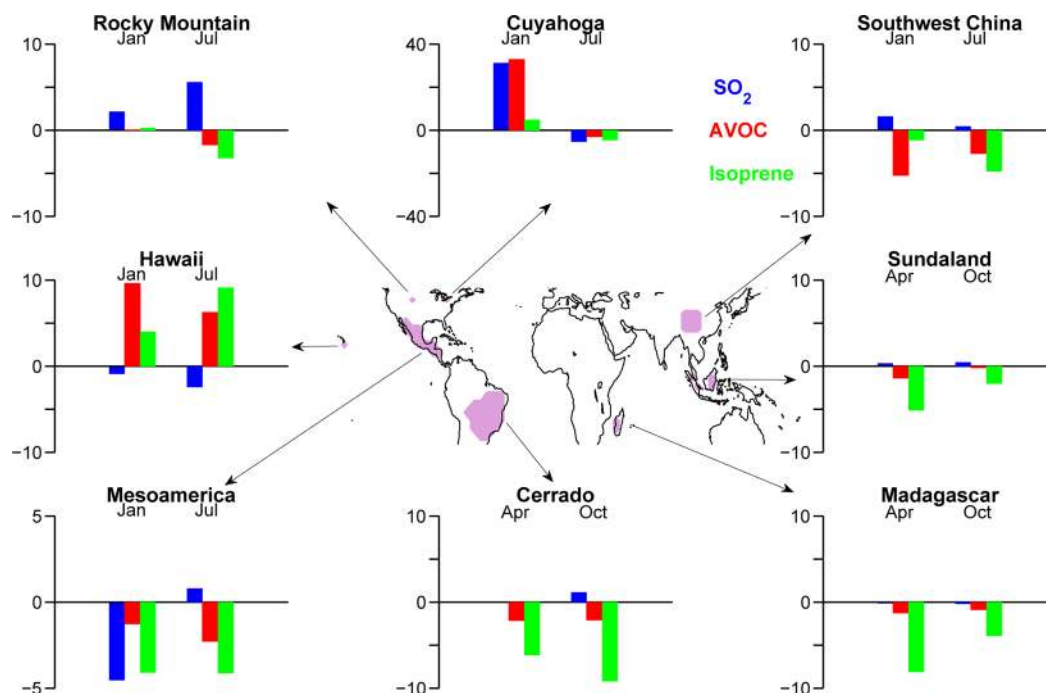 Rocky Mountain
Jan Jul
10
0
−10
Cuyahoga
Jan Jul
40
0
−40
SO2
AVOC
Isoprene
Southwest China
Jan Jul
10
0
−10
Hawaii
Jan Jul
10
0
−10
Sundaland
Apr Oct
10
0
−10
Mesoamerica
Jan Jul
5
0
−5
Cerrado
Apr Oct
10
0
−10
Madagascar
Apr Oct
10
0
−10